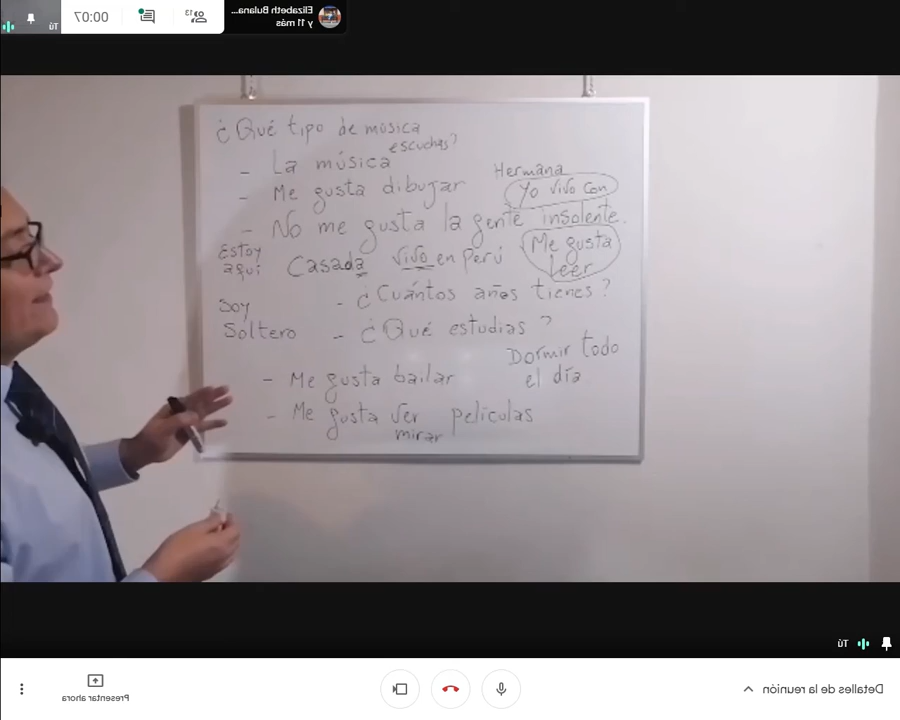 Tú
00:07
13
Elizabeth Bulana...
y 11 más
¿Qué tipo de música
escuchas?
- La música
Hermana
- Me gusta dibujar
Yo vivo con
- No me gusta la gente insolente.
Estoy
aquí
Casada vivo en Perú
Me gusta
Leer
- ¿Cuántos años tienes?
Soy
Soltero
- ¿Qué estudias?
Dormir todo
el día
- Me gusta bailar
- Me gusta ver películas
mirar
Tú
Presentar ahora
Detalles de la reunión